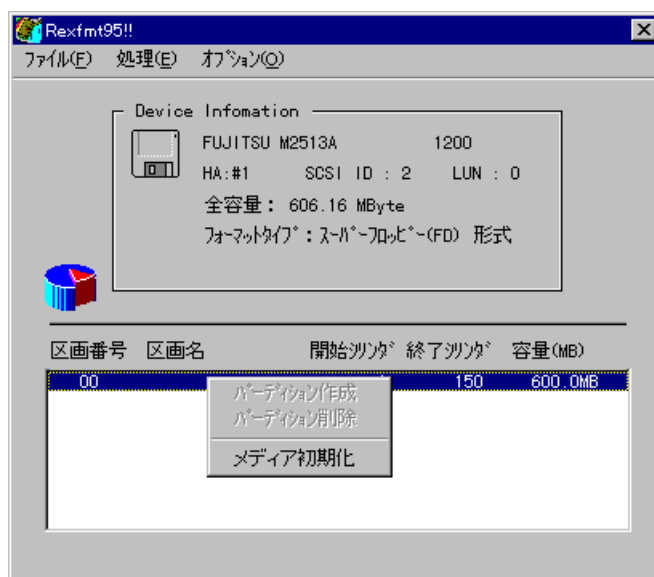 Rexfmt95!!
ファイル(F) 処理(E) オプション(O)
Device Infomation
FUJITSU M2513A 1200
HA:#1 SCSI ID : 2 LUN : 0
全容量: 606.16 MByte
フォーマットタイプ:スーパーフロッピー(FD) 形式
区画番号 区画名 開始シリンダ 終了シリンダ 容量(MB)
00 150 600.0MB
パーディション作成
パーディション削除
メディア初期化